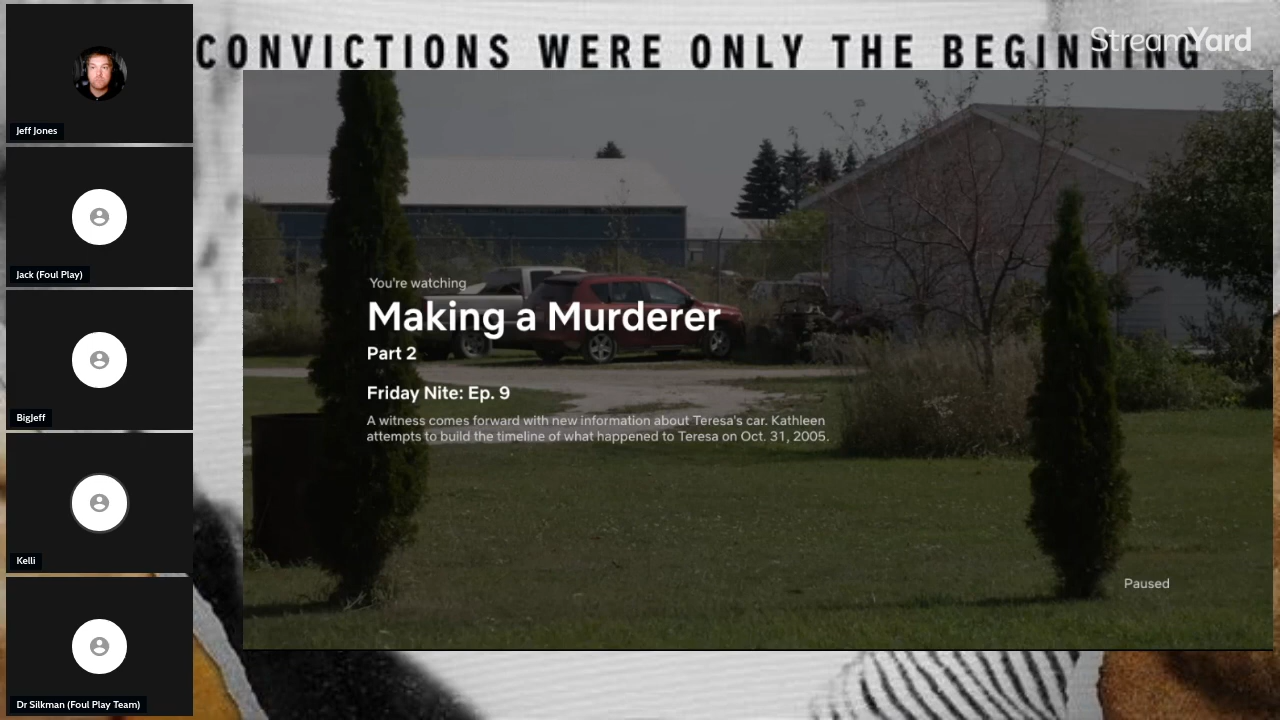 CONVICTIONS WERE ONLY THE BEGINNING
StreamYard
Jeff Jones
Jack (Foul Play)
BigJeff
Kelli
Dr Silkman (Foul Play Team)
You're watching
Making a Murderer
Part 2
Friday Nite: Ep. 9
A witness comes forward with new information about Teresa's car. Kathleen
attempts to build the timeline of what happened to Teresa on Oct. 31, 2005.
Paused